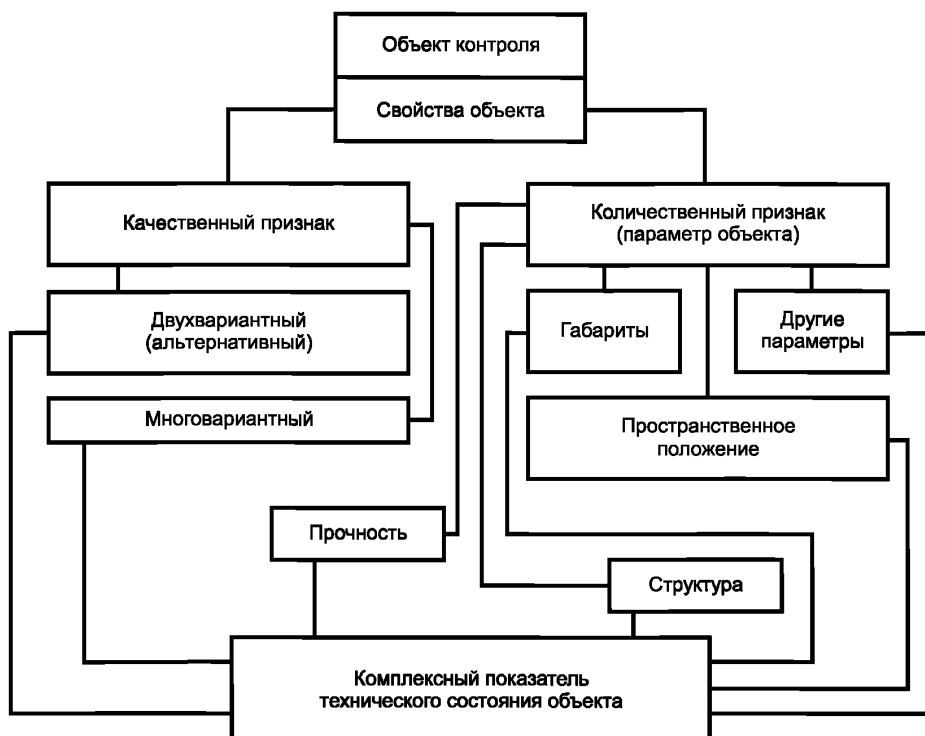 Объект контроля
Свойства объекта
Качественный признак
Количественный признак
(параметр объекта)
Двухвариантный
(альтернативный)
Габариты
Другие
параметры
Многовариантный
Пространственное
положение
Прочность
Структура
Комплексный показатель
технического состояния объекта